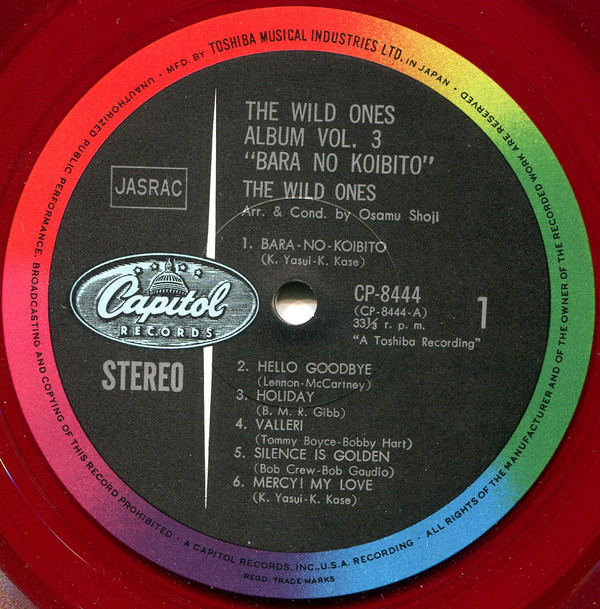 MFD. BY TOSHIBA MUSICAL INDUSTRIES LTD. IN JAPAN · ALL RIGHTS OF THE MANUFACTURER AND OF THE OWNER OF THE RECORDED WORK ARE RESERVED
UNAUTHORIZED PUBLIC PERFORMANCE, BROADCASTING AND COPYING OF THIS RECORD PROHIBITED · A CAPITOL RECORDS, INC., U.S.A. RECORDING ·
REGD. TRADE MARKS
THE WILD ONES
ALBUM VOL. 3
"BARA NO KOIBITO"
JASRAC
THE WILD ONES
Arr. & Cond. by Osamu Shoji
1. BARA-NO-KOIBITO
(K. Yasui-K. Kase)
Capitol
RECORDS
CP-8444
(CP-8444-A)
33⅓ r. p. m.
"A Toshiba Recording"
1
STEREO
2. HELLO GOODBYE
(Lennon-McCartney)
3. HOLIDAY
(B. M. R. Gibb)
4. VALLERI
(Tommy Boyce-Bobby Hart)
5. SILENCE IS GOLDEN
(Bob Crew-Bob Gaudio)
6. MERCY! MY LOVE
(K. Yasui-K. Kase)